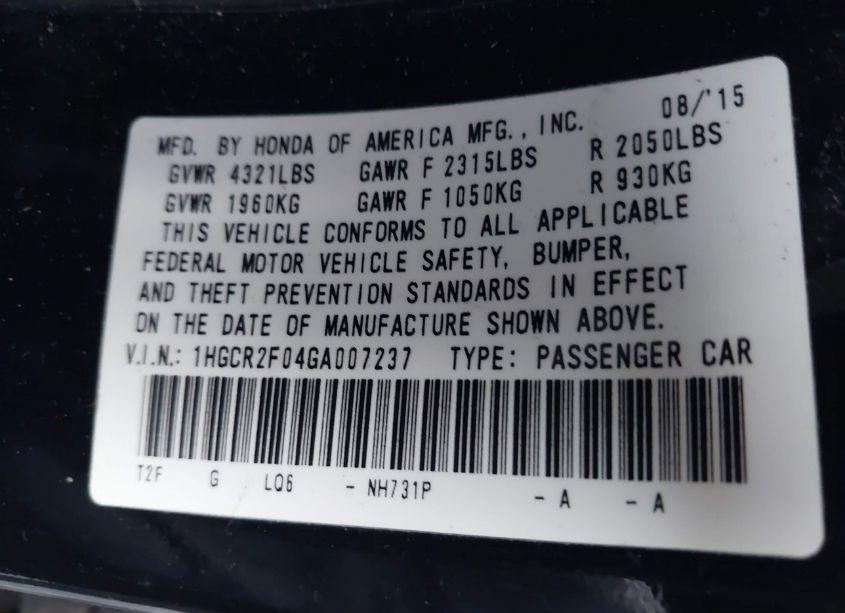 MFD. BY HONDA OF AMERICA MFG., INC. 08/'15
GVWR 4321LBS GAWR F 2315LBS R 2050LBS
GVWR 1960KG GAWR F 1050KG R 930KG
THIS VEHICLE CONFORMS TO ALL APPLICABLE
FEDERAL MOTOR VEHICLE SAFETY, BUMPER,
AND THEFT PREVENTION STANDARDS IN EFFECT
ON THE DATE OF MANUFACTURE SHOWN ABOVE.
V.I.N.: 1HGCR2F04GA007237 TYPE: PASSENGER CAR
T2F G LQ6 - NH731P - A - A